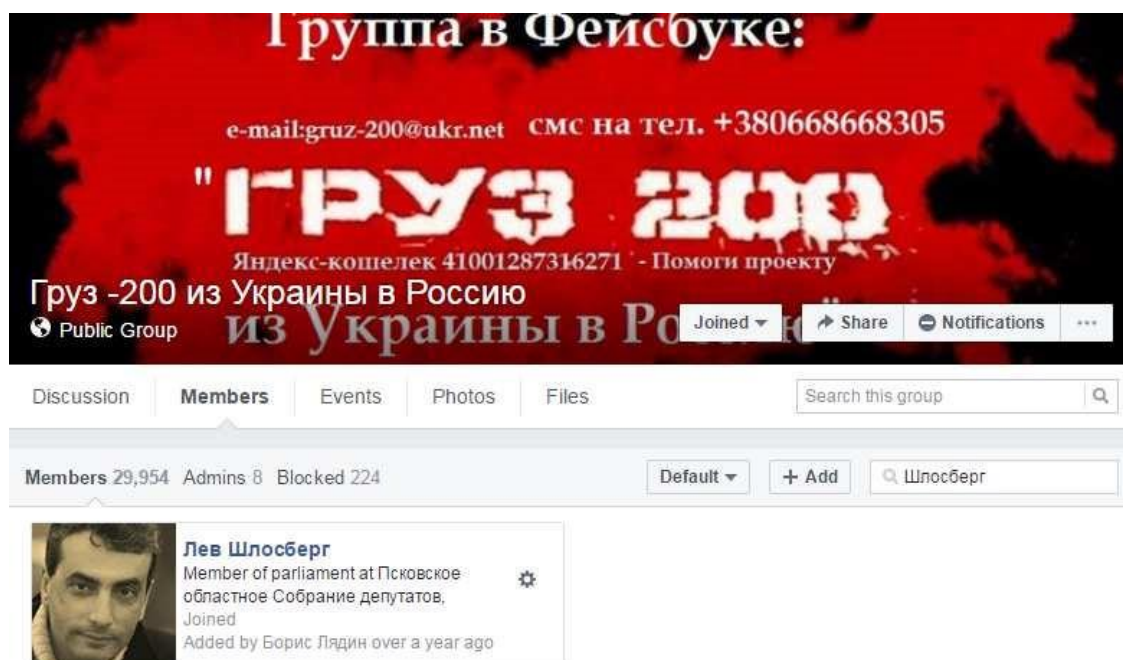 Группа в Фейсбуке:
e-mail:gruz-200@ukr.net смс на тел. +380668668305
"ГРУЗ 200
Яндекс-кошелек 41001287316271 - Помоги проекту
Груз -200 из Украины в Россию
Public Group
из Украины в Ро
Joined Share Notifications ...
Discussion Members Events Photos Files Search this group
Members 29,954 Admins 8 Blocked 224 Default + Add Шлосберг
Лев Шлосберг
Member of parliament at Псковское
областное Собрание депутатов,
Joined
Added by Борис Лядин over a year ago